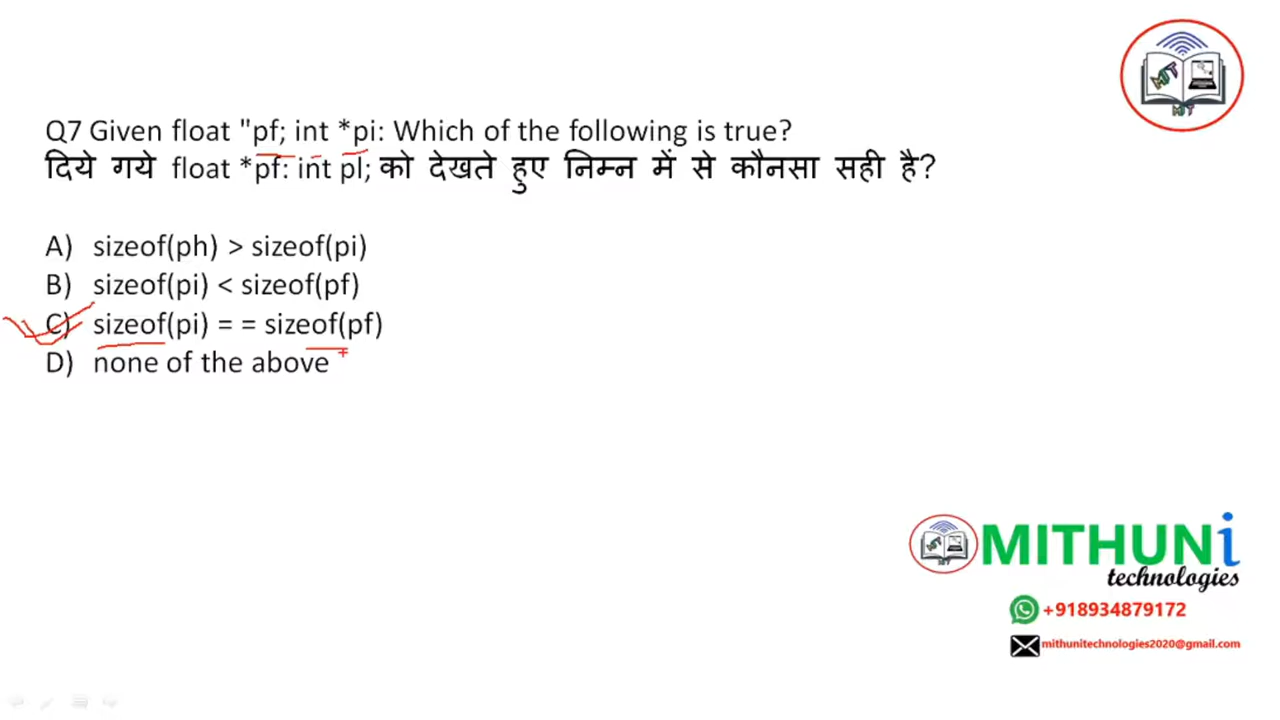 Q7 Given float "pf; int *pi: Which of the following is true?
दिये गये float *pf: int pl; को देखते हुए निम्न में से कौनसा सही है?
A) sizeof(ph) > sizeof(pi)
B) sizeof(pi) < sizeof(pf)
C) sizeof(pi) = = sizeof(pf)
D) none of the above
MIT
MIT
MITHUNi
technologies
+918934879172
mithunitechnologies2020@gmail.com